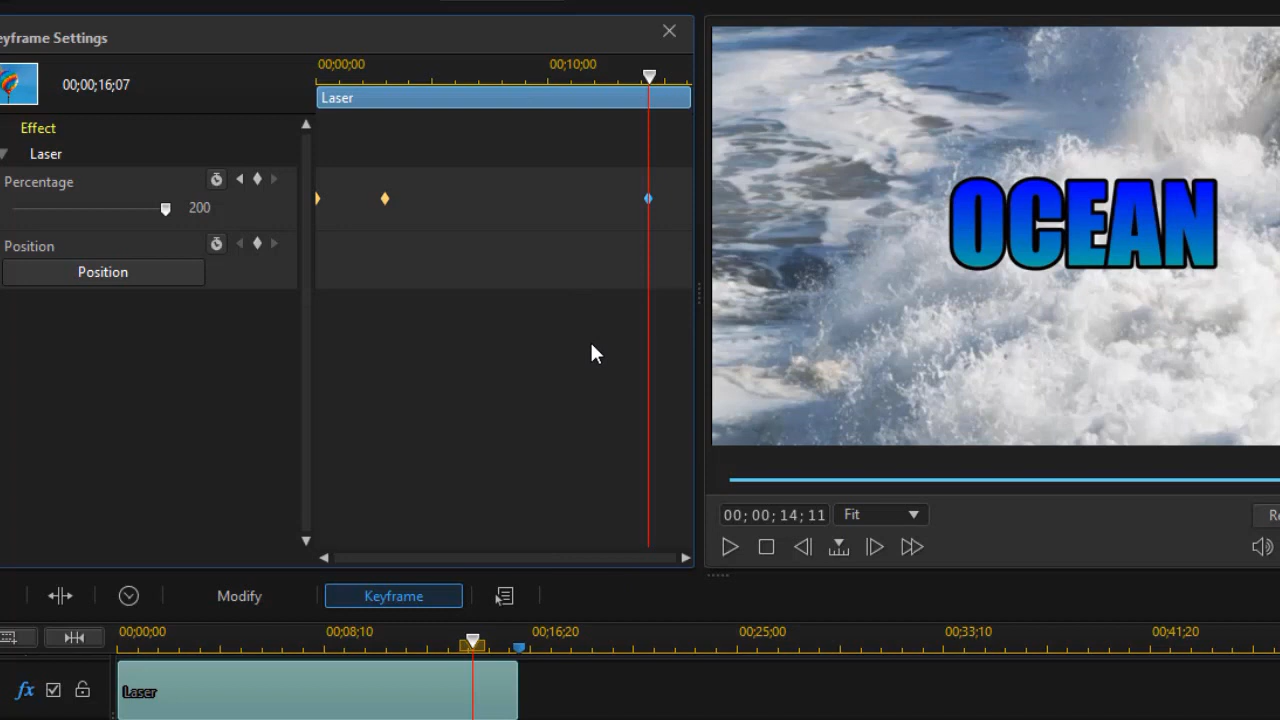 eyframe Settings
00;00;16;07
00;00;00
00;10;00
Laser
Effect
Laser
Percentage
200
Position
Position
OCEAN
00;00;14;11
Fit
Re
Modify
Keyframe
00;00;00
00;08;10
00;16;20
00;25;00
00;33;10
00;41;20
fx
Laser